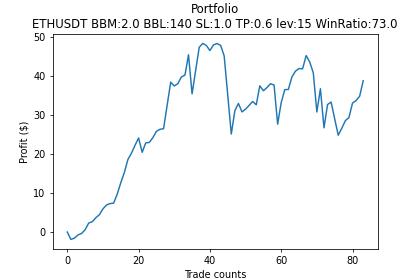 Portfolio
ETHUSDT BBM:2.0 BBL:140 SL:1.0 TP:0.6 lev:15 WinRatio:73.0
50
40
30
20
10
0
Profit ($)
0 20 40 60 80
Trade counts